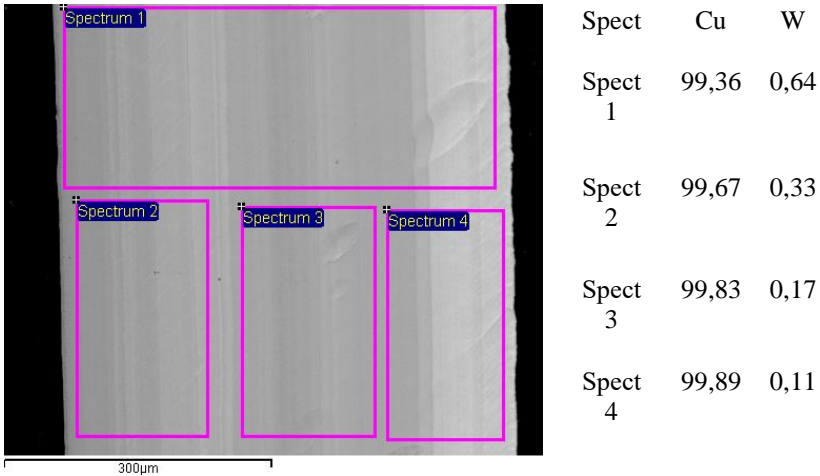 Spectrum 1
Spectrum 2
Spectrum 3
Spectrum 4
300µm
Spect Cu W
Spect 99,36 0,64
1
Spect 99,67 0,33
2
Spect 99,83 0,17
3
Spect 99,89 0,11
4